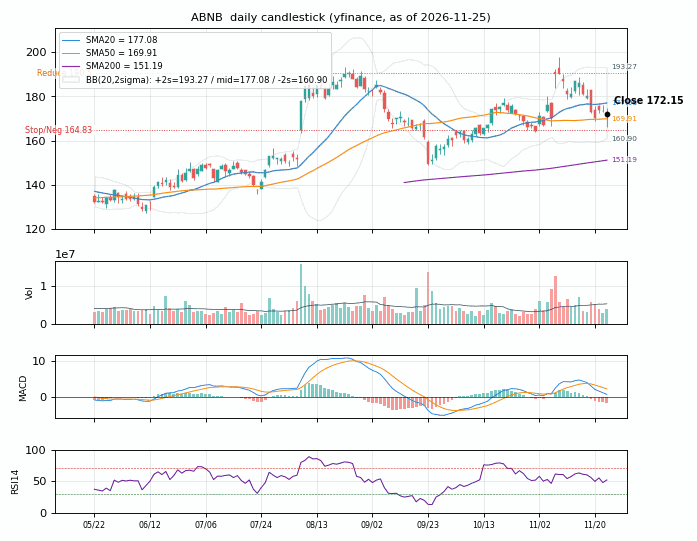 ABNB daily candlestick (yfinance, as of 2026-11-25)
SMA20 = 177.08
SMA50 = 169.91
SMA200 = 151.19
BB(20,2sigma): +2s=193.27 / mid=177.08 / -2s=160.90
200
180
160
140
120
Stop/Neg 164.83
193.27
Close 172.15
169.91
160.90
151.19
1e7
Vol
1
0
MACD
10
0
RSI14
100
50
0
05/22
06/12
07/06
07/24
08/13
09/02
09/23
10/13
11/02
11/20